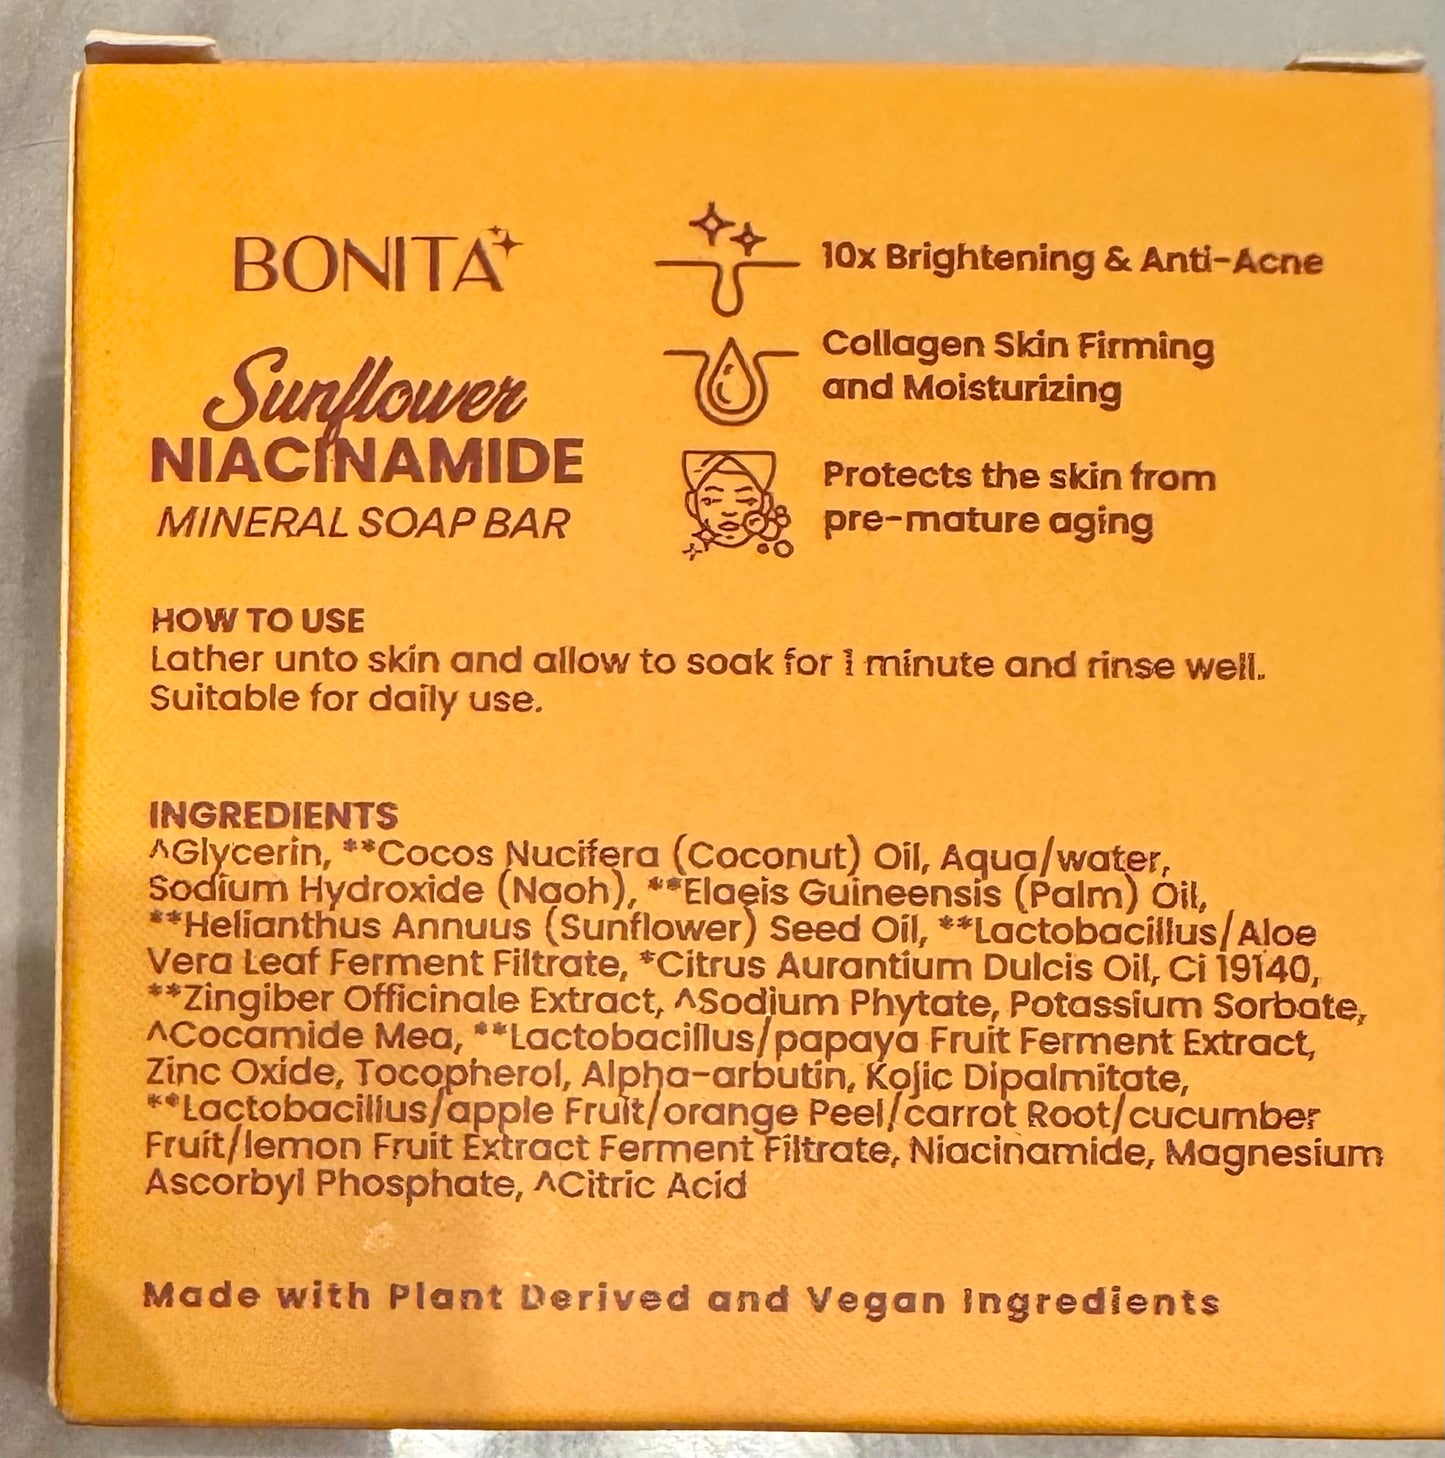 BONITA
Sunflower
NIACINAMIDE
MINERAL SOAP BAR
10x Brightening & Anti-Acne
Collagen Skin Firming
and Moisturizing
Protects the skin from
pre-mature aging
HOW TO USE
Lather unto skin and allow to soak for 1 minute and rinse well.
Suitable for daily use.
INGREDIENTS
^Glycerin, **Cocos Nucifera (Coconut) Oil, Aqua/water,
Sodium Hydroxide (Naoh), **Elaeis Guineensis (Palm) Oil,
**Helianthus Annuus (Sunflower) Seed Oil, **Lactobacillus/Aloe
Vera Leaf Ferment Filtrate, *Citrus Aurantium Dulcis Oil, Ci 19140,
**Zingiber Officinale Extract, ^Sodium Phytate, Potassium Sorbate,
^Cocamide Mea, **Lactobacillus/papaya Fruit Ferment Extract,
Zinc Oxide, Tocopherol, Alpha-arbutin, Kojic Dipalmitate,
**Lactobacillus/apple Fruit/orange Peel/carrot Root/cucumber
Fruit/lemon Fruit Extract Ferment Filtrate, Niacinamide, Magnesium
Ascorbyl Phosphate, ^Citric Acid
Made with Plant Derived and Vegan Ingredients